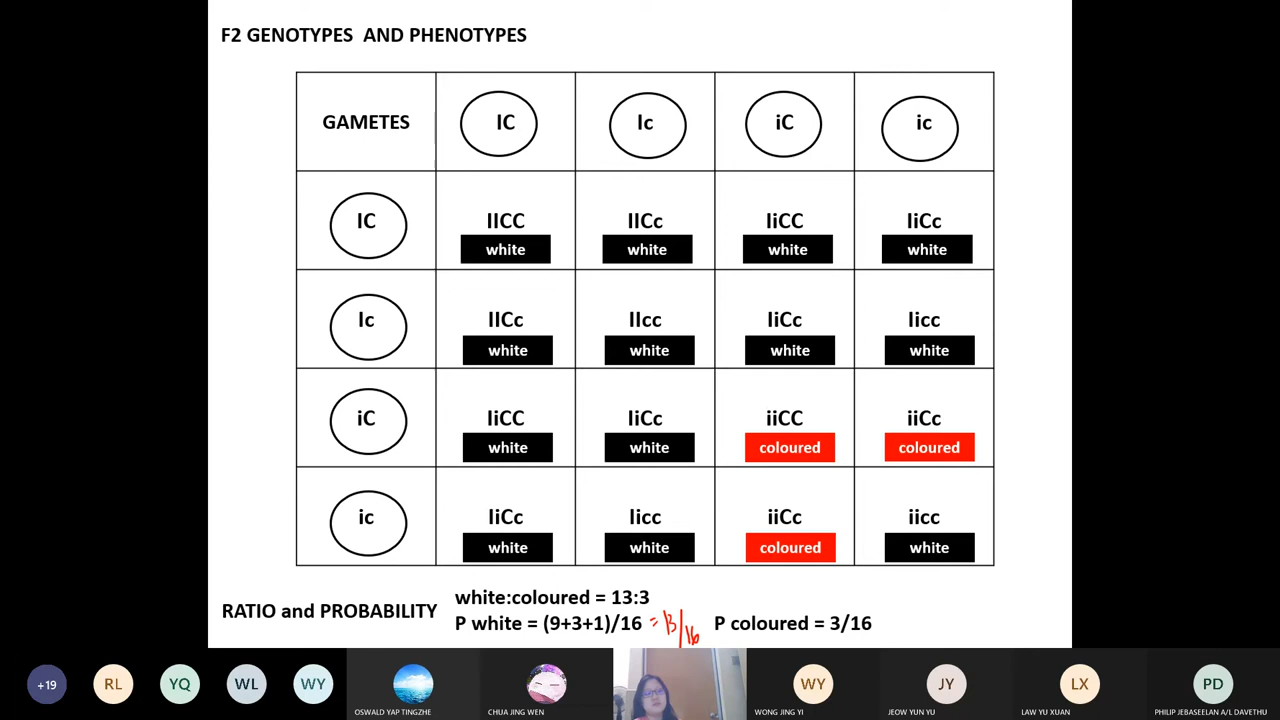 F2 GENOTYPES AND PHENOTYPES
GAMETES IC Ic iC ic
IC IICC IICc IiCC IiCc
white white white white
Ic IICc IIcc IiCc Iicc
white white white white
iC IiCC IiCc iiCC iiCc
white white coloured coloured
ic IiCc Iicc iiCc iicc
white white coloured white
RATIO and PROBABILITY
white:coloured = 13:3
P white = (9+3+1)/16 = 13/16 P coloured = 3/16
+19 RL YQ WL WY WY JY LX PD
OSWALD YAP TINGZHE CHUA JING WEN WONG JING YI JEOW YUN YU LAW YU XUAN PHILIP JEBASEELAN A/L DAVETHU